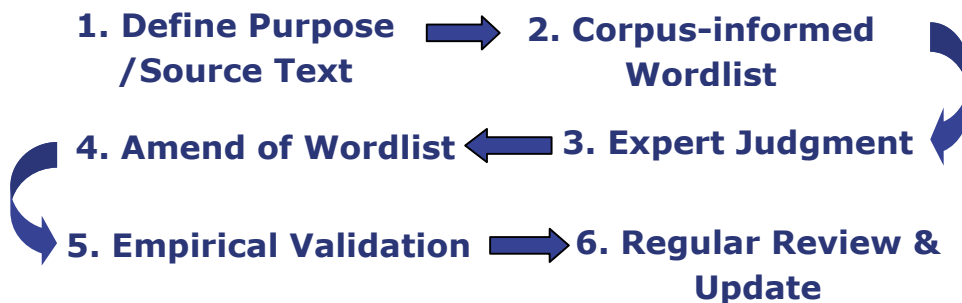 1. Define Purpose
/Source Text
2. Corpus-informed
Wordlist
3. Expert Judgment
4. Amend of Wordlist
5. Empirical Validation
6. Regular Review &
Update